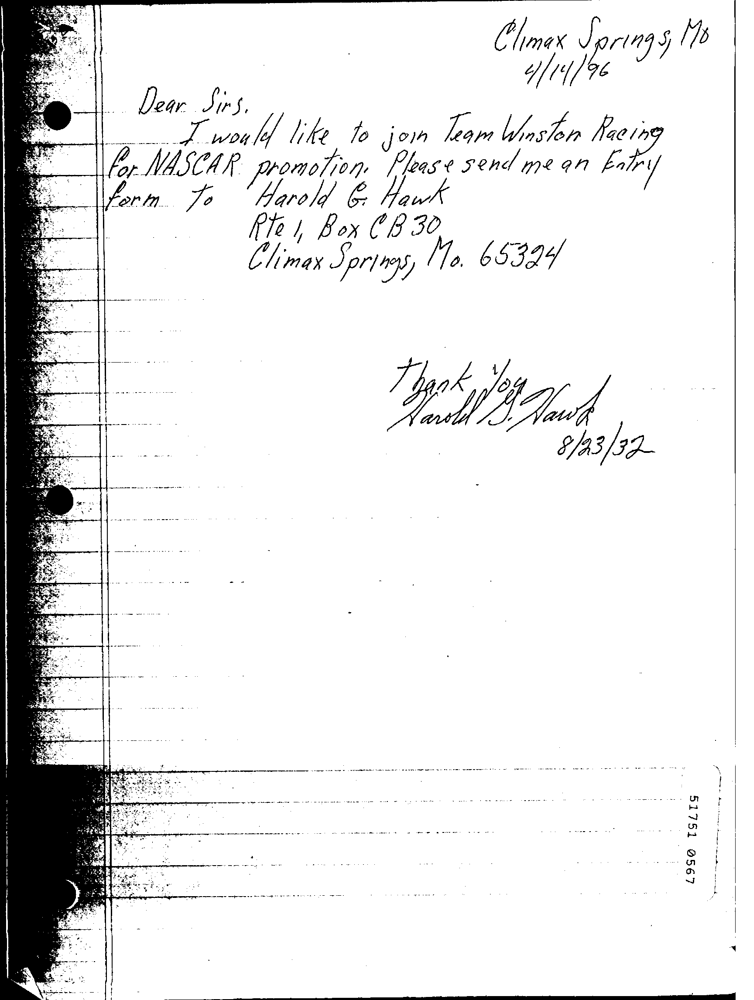 Climax Springs, Mo
4/14/96
Dear Sirs.
I would like to join Team Winston Racing
for NASCAR promotion. Please send me an Entry
form to Harold G. Hawk
Rte 1, Box CB 30
Climax Springs, Mo. 65324
Thank You
Harold G. Hawk
8/23/32
51751 0567